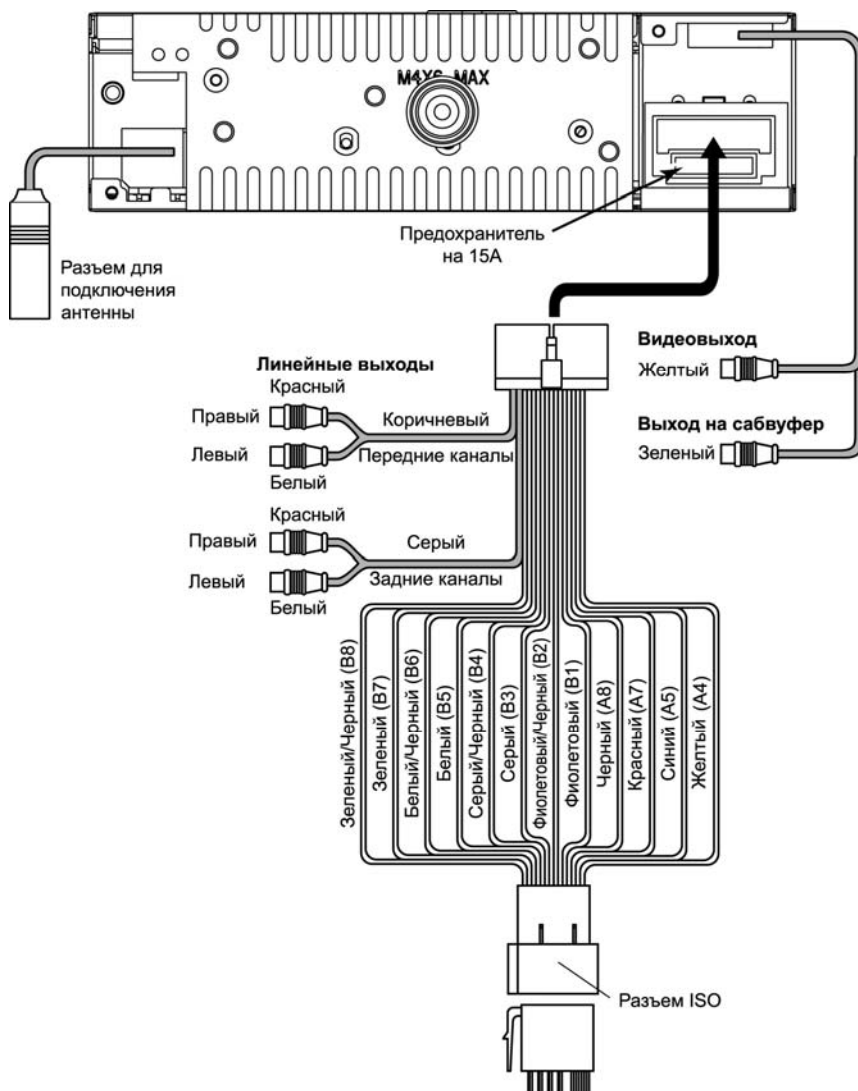 M4X6 MAX
Предохранитель
на 15А
Разъем для
подключения
антенны
Линейные выходы
Красный
Правый
Коричневый
Левый
Передние каналы
Белый
Красный
Правый
Серый
Левый
Задние каналы
Белый
Видеовыход
Желтый
Выход на сабвуфер
Зеленый
Зеленый/Черный (B8)
Зеленый (B7)
Белый/Черный (B6)
Белый (B5)
Серый/Черный (B4)
Серый (B3)
Фиолетовый/Черный (B2)
Фиолетовый (B1)
Черный (A8)
Красный (A7)
Синий (A5)
Желтый (A4)
Разъем ISO